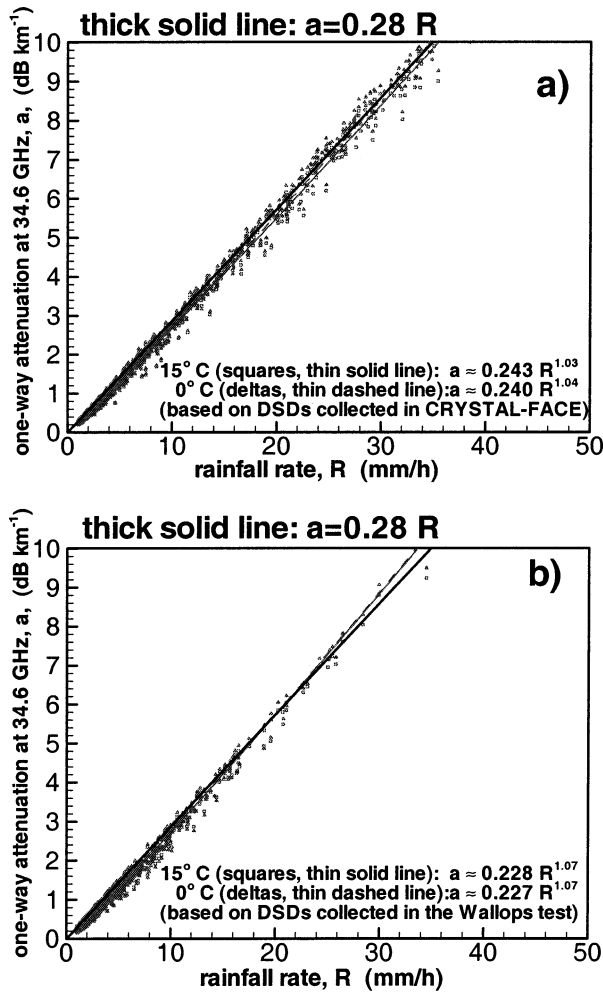 thick solid line: a=0.28 R
a)
one-way attenuation at 34.6 GHz, a, (dB km⁻¹)
10
9
8
7
6
5
4
3
2
1
0
15° C (squares, thin solid line): a ≈ 0.243 R¹·⁰³
0° C (deltas, thin dashed line):a ≈ 0.240 R¹·⁰⁴
(based on DSDs collected in CRYSTAL-FACE)
0 10 20 30 40 50
rainfall rate, R (mm/h)
thick solid line: a=0.28 R
b)
one-way attenuation at 34.6 GHz, a, (dB km⁻¹)
10
9
8
7
6
5
4
3
2
1
0
15° C (squares, thin solid line): a ≈ 0.228 R¹·⁰⁷
0° C (deltas, thin dashed line):a ≈ 0.227 R¹·⁰⁷
(based on DSDs collected in the Wallops test)
0 10 20 30 40 50
rainfall rate, R (mm/h)